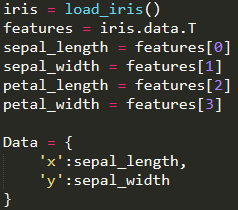 iris = load_iris()
features = iris.data.T
sepal_length = features[0]
sepal_width = features[1]
petal_length = features[2]
petal_width = features[3]

Data = {
    'x':sepal_length,
    'y':sepal_width
}